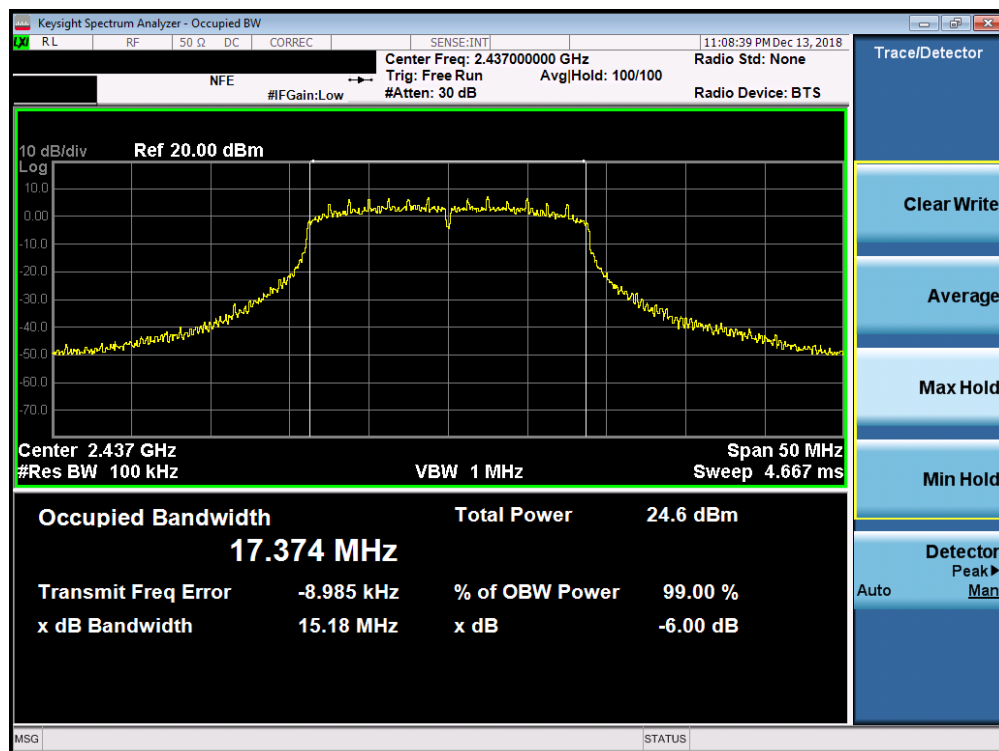 Keysight Spectrum Analyzer - Occupied BW
LXI RL RF 50 Ω DC CORREC SENSE:INT 11:08:39 PM Dec 13, 2018
Center Freq: 2.437000000 GHz Radio Std: None
NFE Trig: Free Run Avg|Hold: 100/100
#IFGain:Low #Atten: 30 dB Radio Device: BTS
10 dB/div Ref 20.00 dBm
Log
10.0
0.00
-10.0
-20.0
-30.0
-40.0
-50.0
-60.0
-70.0
Center 2.437 GHz Span 50 MHz
#Res BW 100 kHz VBW 1 MHz Sweep 4.667 ms
Occupied Bandwidth Total Power 24.6 dBm
17.374 MHz
Transmit Freq Error -8.985 kHz % of OBW Power 99.00 %
x dB Bandwidth 15.18 MHz x dB -6.00 dB
MSG STATUS
Trace/Detector
Clear Write
Average
Max Hold
Min Hold
Detector
Peak▶
Auto Man